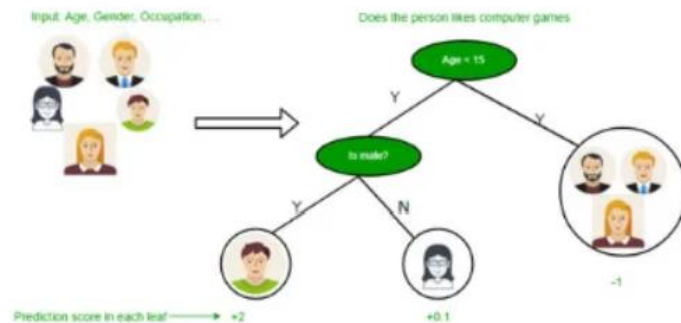 Input: Age, Gender, Occupation, ...
Does the person likes computer games
Age < 15
Y
Y
Is male?
Y
N
-1
Prediction score in each leaf
+2
+0.1